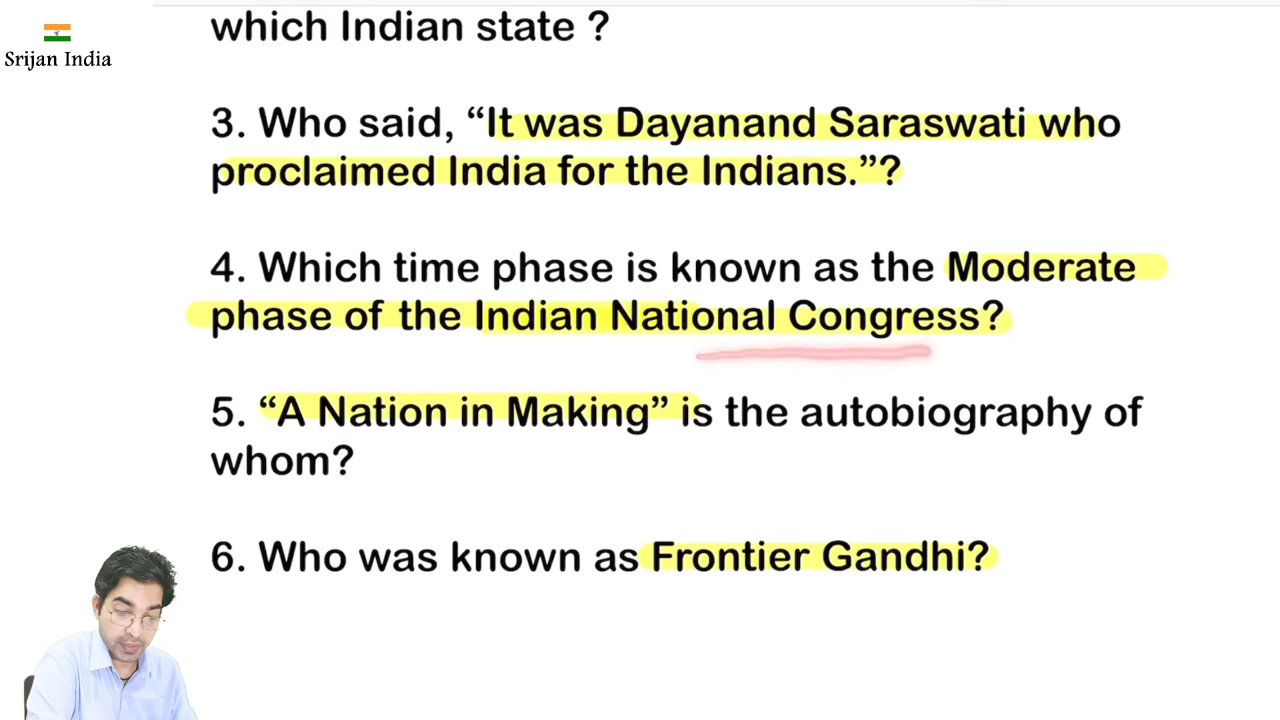 which Indian state ?
Srijan India
3. Who said, “It was Dayanand Saraswati who
proclaimed India for the Indians.”?
4. Which time phase is known as the Moderate
phase of the Indian National Congress?
5. “A Nation in Making” is the autobiography of
whom?
6. Who was known as Frontier Gandhi?